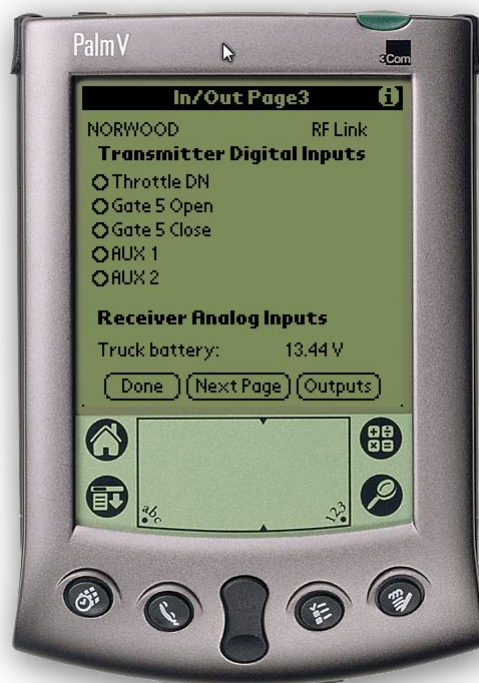 Palm V
3Com
In/Out Page3
i
NORWOOD RF Link
Transmitter Digital Inputs
Throttle DN
Gate 5 Open
Gate 5 Close
AUX 1
AUX 2
Receiver Analog Inputs
Truck battery: 13.44 V
Done Next Page Outputs
abc 123